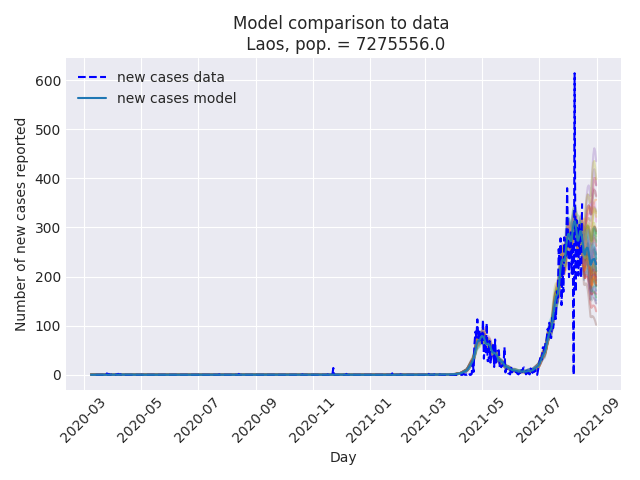 Model comparison to data
Laos, pop. = 7275556.0
new cases data
new cases model
Number of new cases reported
600
500
400
300
200
100
0
2020-03
2020-05
2020-07
2020-09
2020-11
2021-01
2021-03
2021-05
2021-07
2021-09
Day